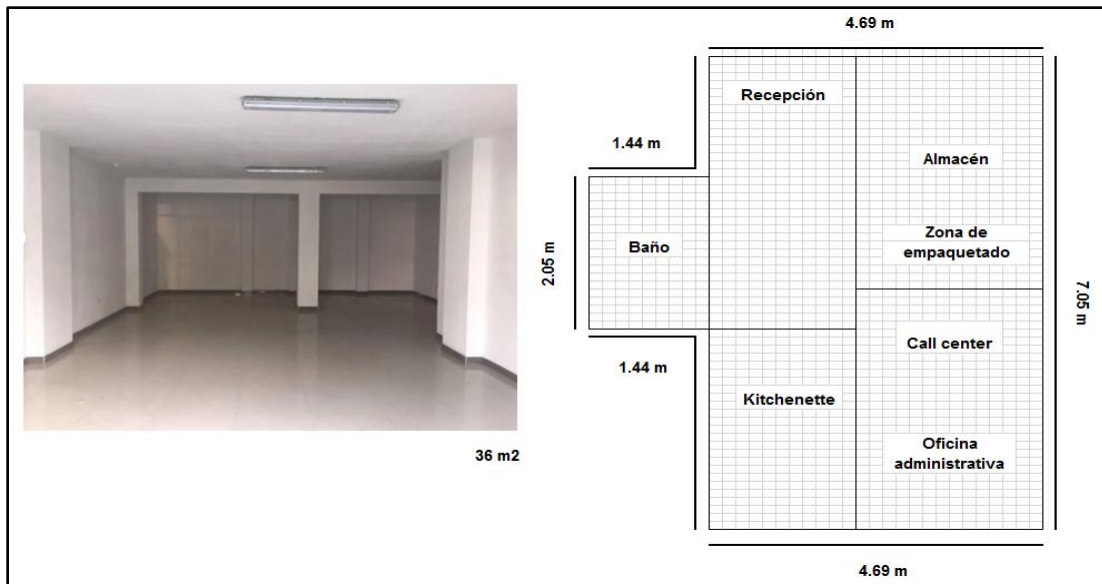 4.69 m
Recepción
1.44 m
Almacén
Zona de
empaquetado
Baño
2.05 m
7.05 m
Call center
1.44 m
Kitchenette
Oficina
administrativa
36 m2
4.69 m